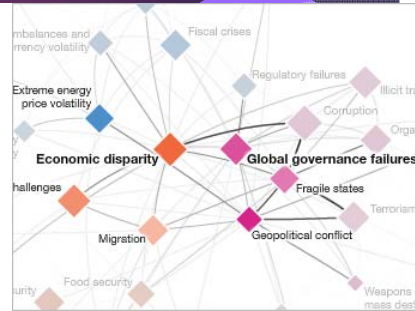 mbalances and
rrency volatility
Fiscal crises
Regulatory failures
Extreme energy
price volatility
Illicit tr
Corruption
Orga
y
Economic disparity
Global governance failures
hallenges
Fragile states
Terrorism
Migration
Geopolitical conflict
Food security
urity
Weapons
mass dest